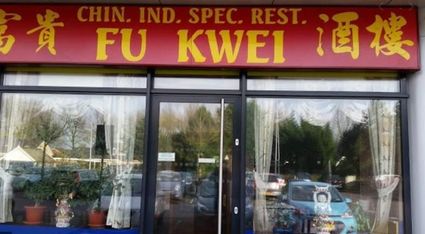 富貴 CHIN. IND. SPEC. REST. 酒樓
FU KWEI